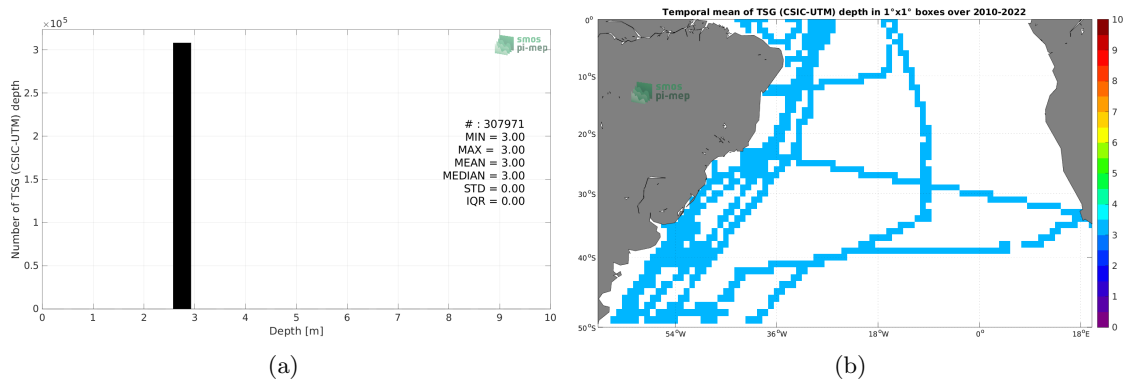 ×10⁵
3
2.5
2
1.5
1
0.5
0
Number of TSG (CSIC-UTM) depth
smos
pi-mep
# : 307971
MIN = 3.00
MAX = 3.00
MEAN = 3.00
MEDIAN = 3.00
STD = 0.00
IQR = 0.00
0 1 2 3 4 5 6 7 8 9 10
Depth [m]
(a)
Temporal mean of TSG (CSIC-UTM) depth in 1°x1° boxes over 2010-2022
0°
10°S
20°S
30°S
40°S
50°S
smos
pi-mep
54°W 36°W 18°W 0° 18°E
10
9
8
7
6
5
4
3
2
1
0
(b)